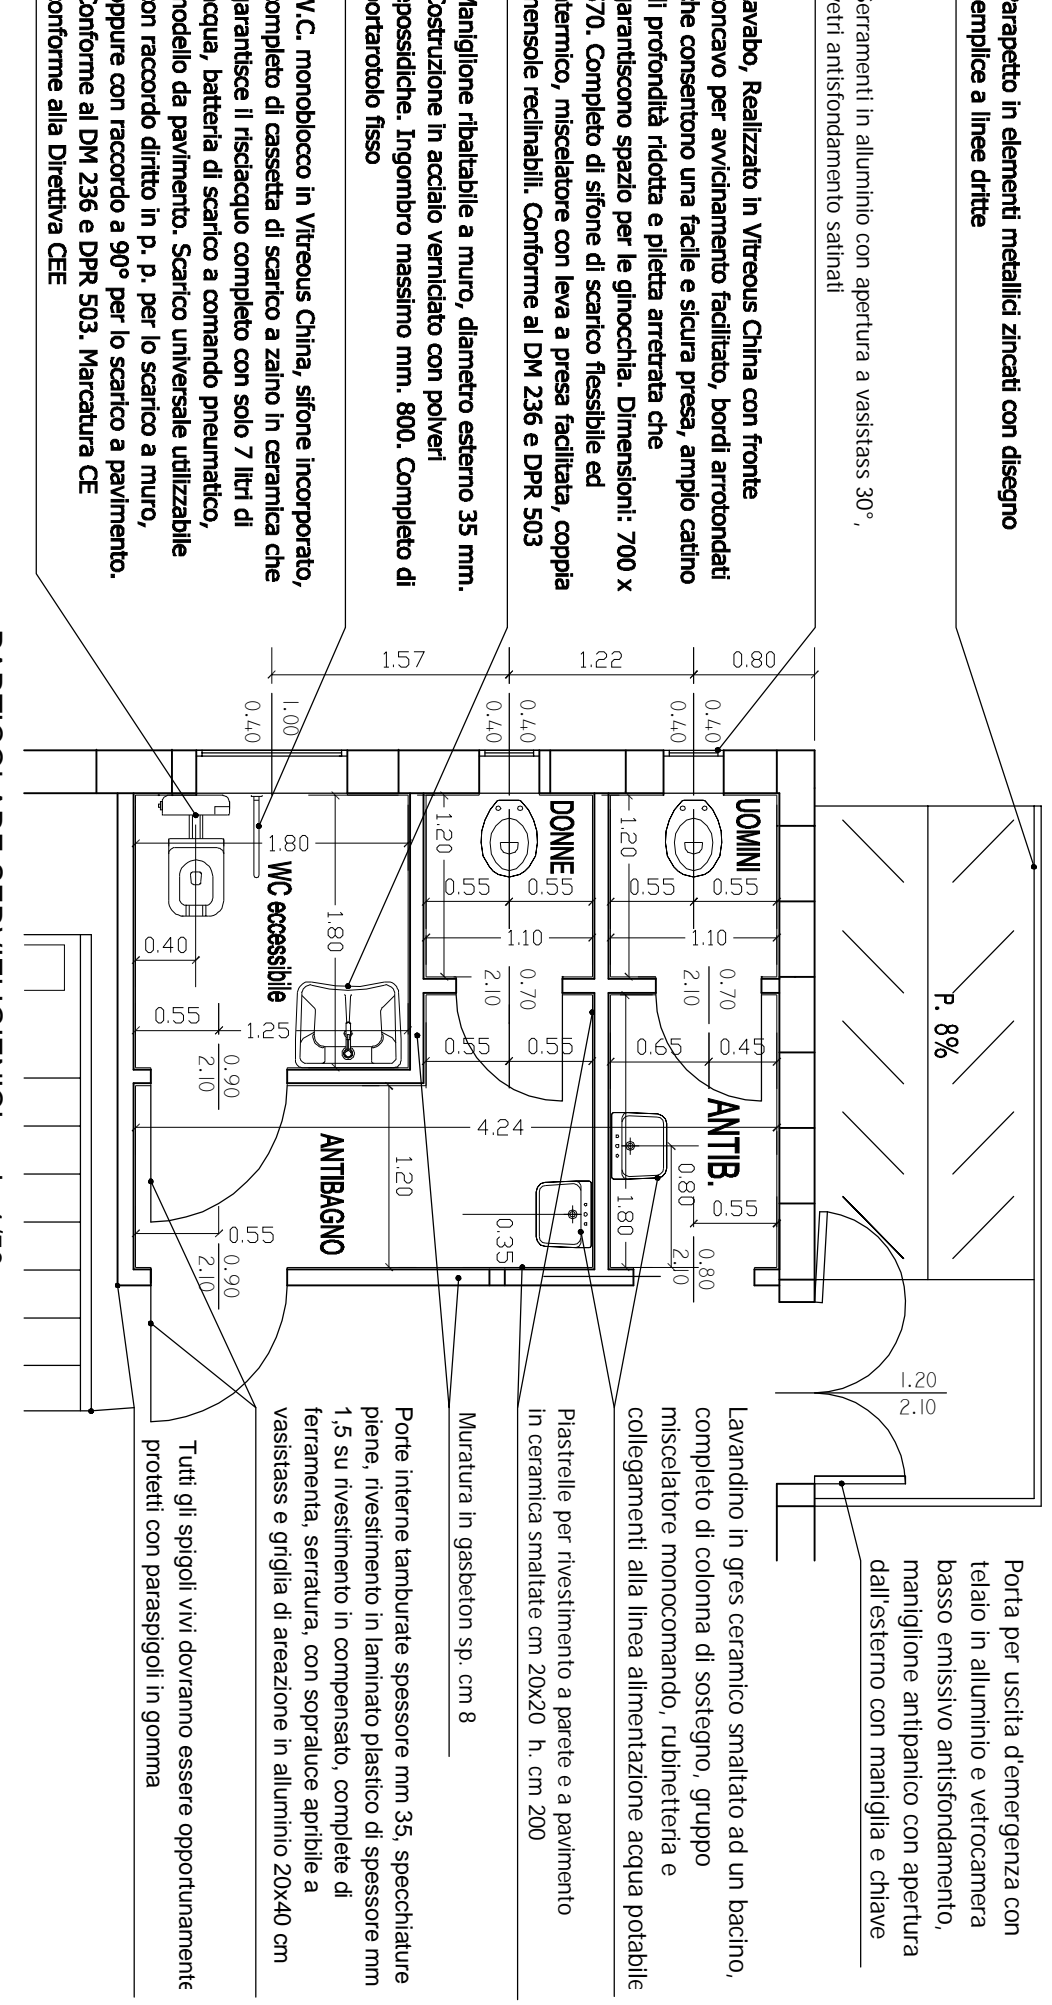 Parapetto in elementi metallici zincati con disegno
emplice a linee dritte
Serramenti in alluminio con apertura a vasistass 30°,
vetri antisfondamento satinati
avabo, Realizzato in Vitreous China con fronte
concavo per avvicinamento facilitato, bordi arrotondati
che consentono una facile e sicura presa, ampio catino
di profondità ridotta e piletta arretrata che
garantiscono spazio per le ginocchia. Dimensioni: 700 x
570. Completo di sifone di scarico flessibile ed
ntermico, miscelatore con leva a presa facilitata, coppia
mensole reclinabili. Conforme al DM 236 e DPR 503
Maniglione ribaltabile a muro, diametro esterno 35 mm.
Costruzione in acciaio verniciato con polveri
epossidiche. Ingombro massimo mm. 800. Completo di
portarotolo fisso
W.C. monoblocco in Vitreous China, sifone incorporato,
completo di cassetta di scarico a zaino in ceramica che
garantisce il risciacquo completo con solo 7 litri di
acqua, batteria di scarico a comando pneumatico,
modello da pavimento. Scarico universale utilizzabile
con raccordo diritto in p. p. per lo scarico a muro,
oppure con raccordo a 90° per lo scarico a pavimento.
Conforme al DM 236 e DPR 503. Marcatura CE
conforme alla Direttiva CEE
P. 8%
0.80
1.22
1.57
0.40
0.40
0.40
0.40
1.00
0.40
UOMINI
1.20
0.55
0.55
1.10
0.70
2.10
DONNE
1.20
0.55
0.55
1.10
0.70
2.10
WC eccessibile
1.80
1.80
0.40
0.55
1.25
0.90
2.10
ANTIB.
0.45
0.65
0.80
0.55
1.80
0.80
2.10
0.55
0.55
4.24
ANTIBAGNO
1.20
0.35
0.55
0.90
2.10
1.20
2.10
Porta per uscita d'emergenza con
telaio in alluminio e vetrocamera
basso emissivo antisfondamento,
maniglione antipanico con apertura
dall'esterno con maniglia e chiave
Lavandino in gres ceramico smaltato ad un bacino,
completo di colonna di sostegno, gruppo
miscelatore monocomando, rubinetteria e
collegamenti alla linea alimentazione acqua potabile
Piastrelle per rivestimento a parete e a pavimento
in ceramica smaltate cm 20x20 h. cm 200
Muratura in gasbeton sp. cm 8
Porte interne tamburate spessore mm 35, specchiature
piene, rivestimento in laminato plastico di spessore mm
1,5 su rivestimento in compensato, complete di
ferramenta, serratura, con sopraluce apribile a
vasistass e griglia di areazione in alluminio 20x40 cm
Tutti gli spigoli vivi dovranno essere opportunamente
protetti con paraspigoli in gomma